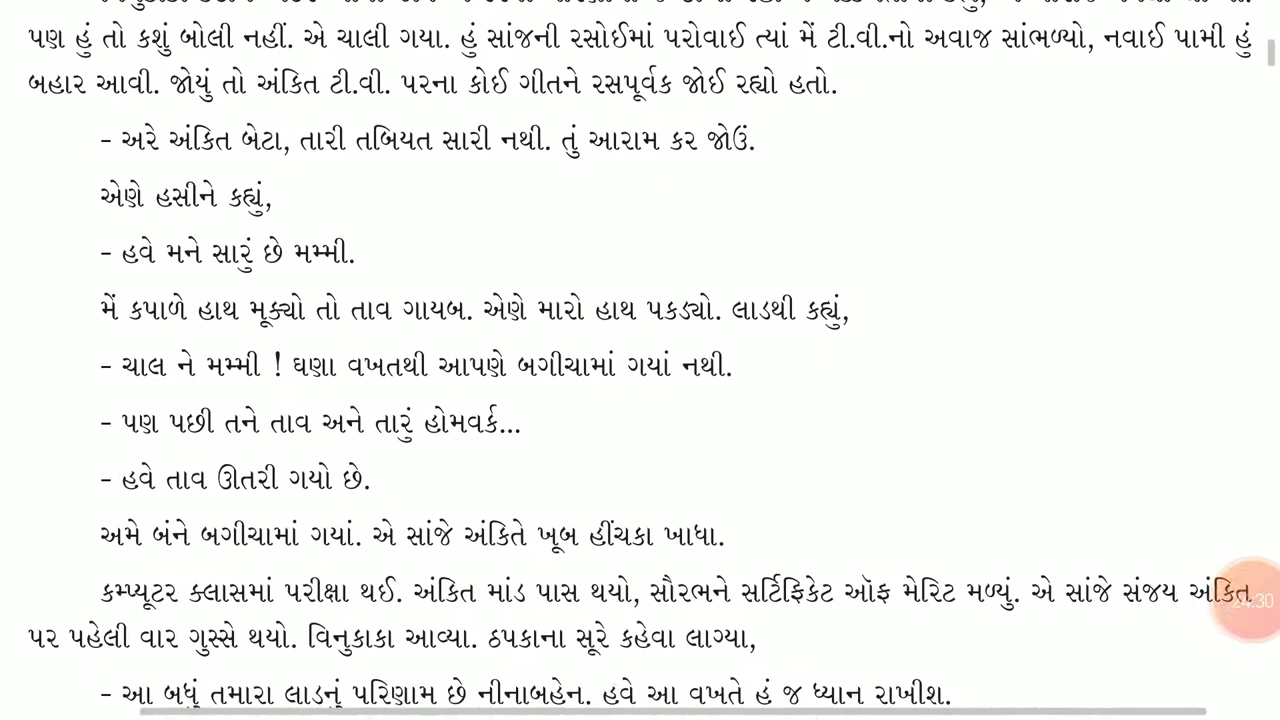 પણ હું તો કશું બોલી નહીં. એ ચાલી ગયા. હું સાંજની રસોઈમાં પરોવાઈ ત્યાં મેં ટી.વી.નો અવાજ સાંભળ્યો, નવાઈ પામી હું
બહાર આવી. જોયું તો અંકિત ટી.વી. પરના કોઈ ગીતને રસપૂર્વક જોઈ રહ્યો હતો.
- અરે અંકિત બેટા, તારી તબિયત સારી નથી. તું આરામ કર જોઉં.
એણે હસીને કહ્યું,
- હવે મને સારું છે મમ્મી.
મેં કપાળે હાથ મૂક્યો તો તાવ ગાયબ. એણે મારો હાથ પકડ્યો. લાડથી કહ્યું,
- ચાલ ને મમ્મી ! ઘણા વખતથી આપણે બગીચામાં ગયાં નથી.
- પણ પછી તને તાવ અને તારું હોમવર્ક...
- હવે તાવ ઊતરી ગયો છે.
અમે બંને બગીચામાં ગયાં. એ સાંજે અંકિતે ખૂબ હીંચકા ખાધા.
કમ્પ્યૂટર ક્લાસમાં પરીક્ષા થઈ. અંકિત માંડ પાસ થયો, સૌરભને સર્ટિફિકેટ ઑફ મેરિટ મળ્યું. એ સાંજે સંજય અંકિત
24:30
પર પહેલી વાર ગુસ્સે થયો. વિનુકાકા આવ્યા. ઠપકાના સૂરે કહેવા લાગ્યા,
- આ બધું તમારા લાડનું પરિણામ છે નીનાબહેન. હવે આ વખતે હું જ ધ્યાન રાખીશ.